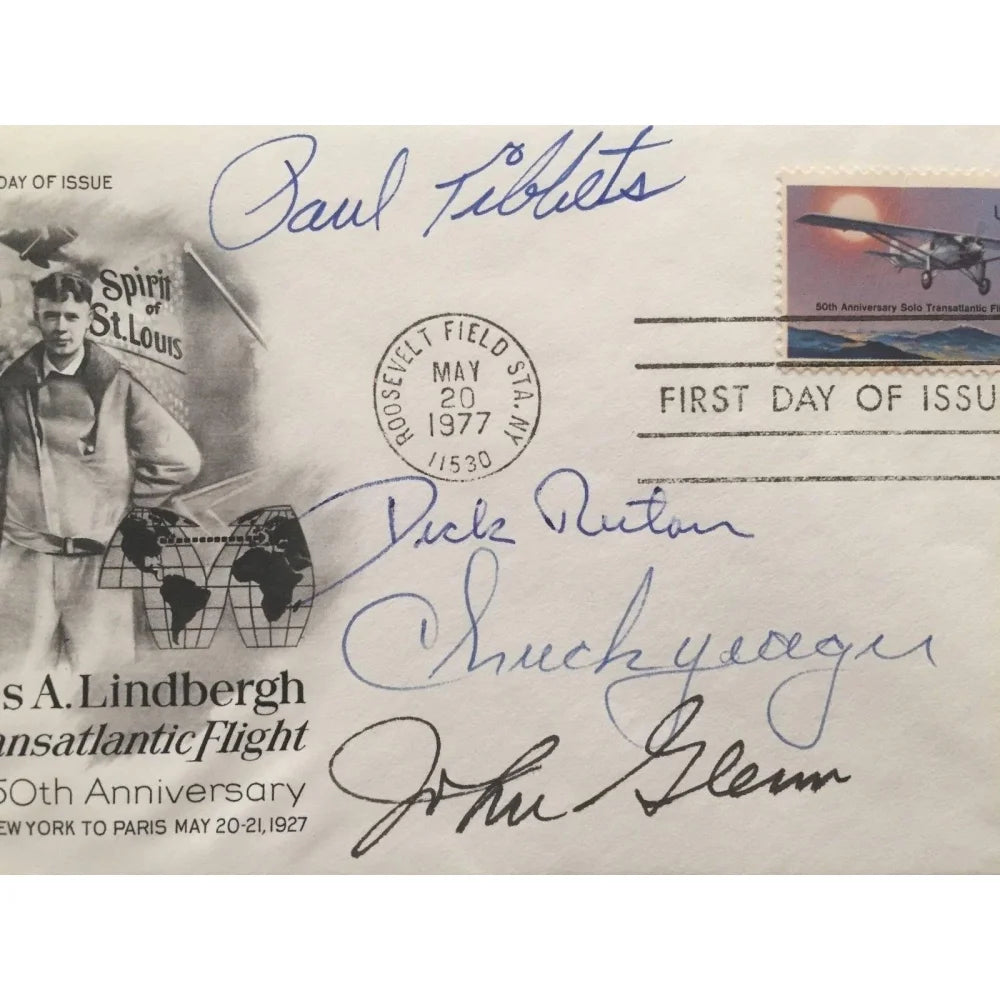 DAY OF ISSUE
Paul Tibbets
Spirit
of
St. Louis
U
50th Anniversary Solo Transatlantic Fl
ROOSEVELT FIELD STA. NY
MAY
20
1977
11530
FIRST DAY OF ISSU
Dick Rutan
Chuck Yeager
John Glenn
s A. Lindbergh
ansatlantic Flight
50th Anniversary
EW YORK TO PARIS MAY 20-21, 1927